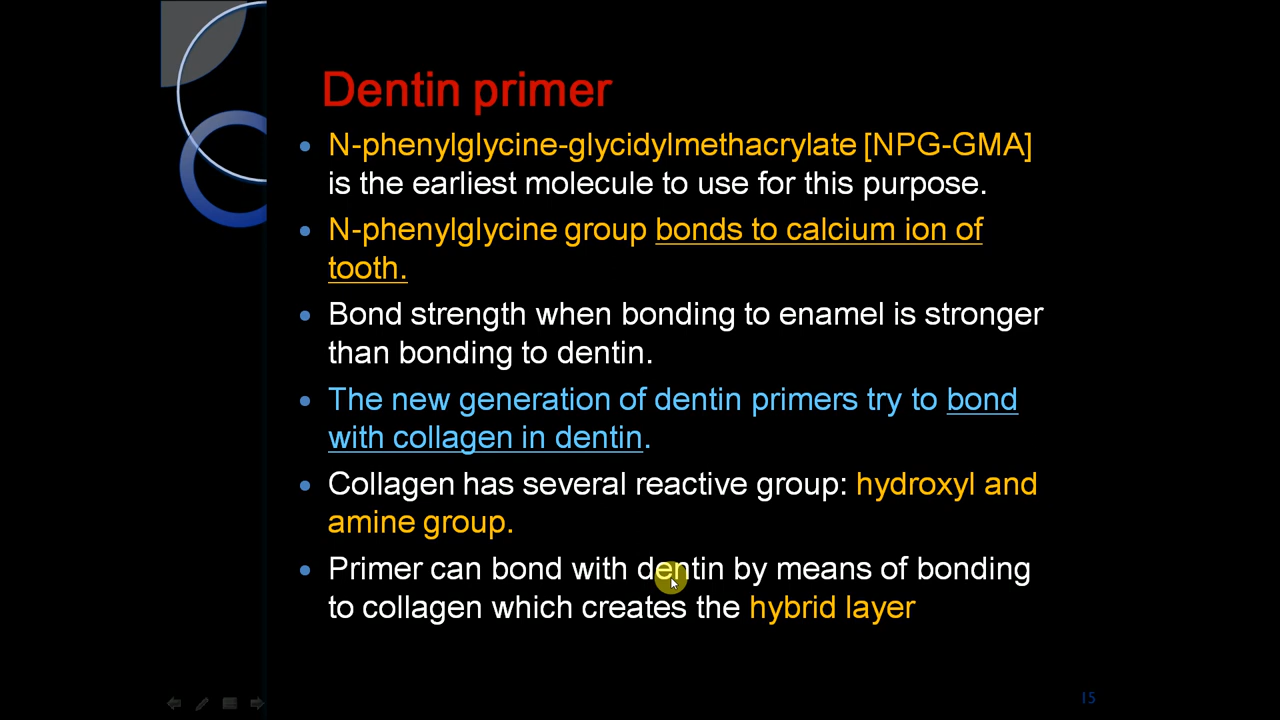 Dentin primer
• N-phenylglycine-glycidylmethacrylate [NPG-GMA]
is the earliest molecule to use for this purpose.
• N-phenylglycine group bonds to calcium ion of
tooth.
• Bond strength when bonding to enamel is stronger
than bonding to dentin.
• The new generation of dentin primers try to bond
with collagen in dentin.
• Collagen has several reactive group: hydroxyl and
amine group.
• Primer can bond with dentin by means of bonding
to collagen which creates the hybrid layer
15